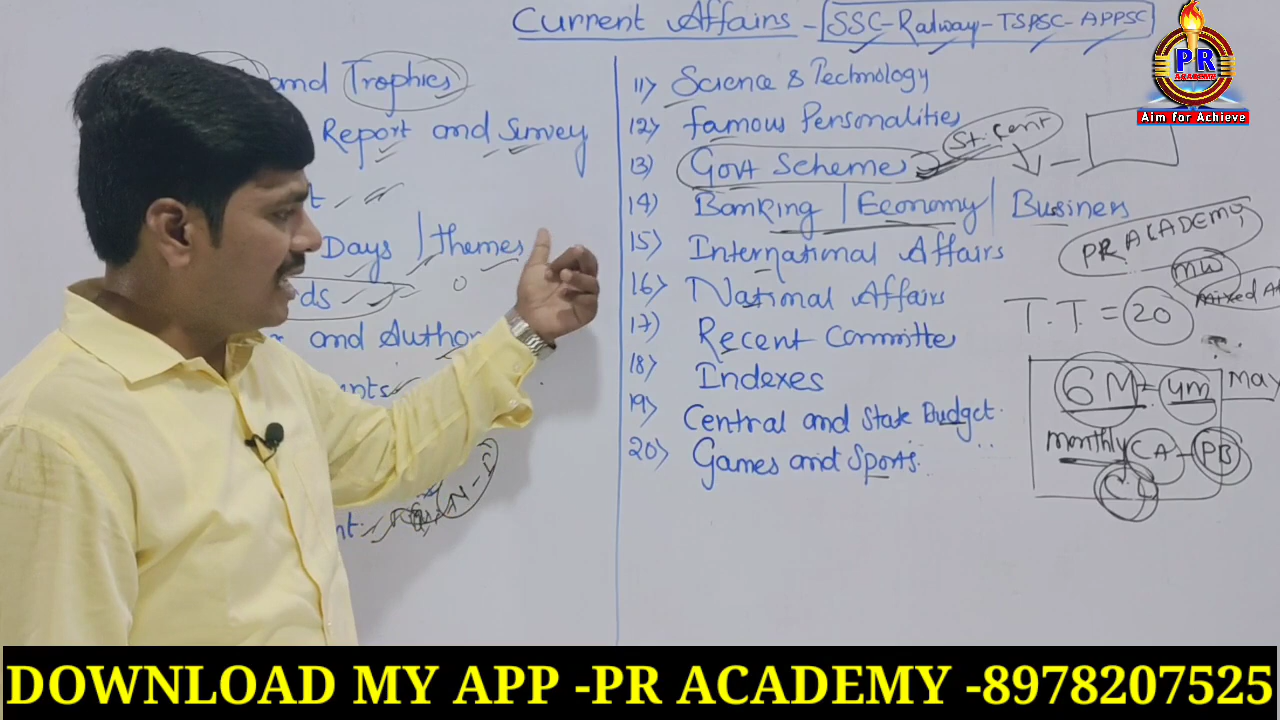 Current Affairs - SSC-Railway-TSPSC-APPSC
and Trophies
Report and Survey
Days | Themes
and Author
11) Science & Technology
12) famous Personalities
13) Govt Scheme
St. Cent
14) Banking | Economy | Business
15) International Affairs
16) National Affairs
17) Recent Committe
18) Indexes
19) Central and State Budget.
20) Games and Sports.
PR ACADEMY
T.T. = 20
6M = 4m May
monthly CA - PB
PR
ACADEMY
Aim for Achieve
DOWNLOAD MY APP -PR ACADEMY -8978207525